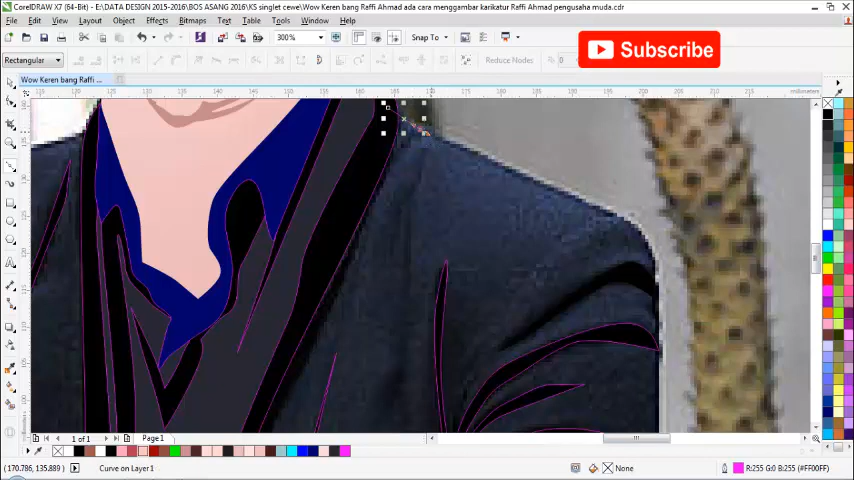 CorelDRAW X7 (64-Bit) - E:\DATA DESIGN 2015-2016\BOS ASANG 2016\KS singlet cewe\Wow Keren bang Raffi Ahmad ada cara menggambar karikatur Raffi Ahmad pengusaha muda.cdr
File Edit View Layout Object Effects Bitmaps Text Table Tools Window Help
300% Snap To
Subscribe
Rectangular Reduce Nodes 0
Wow Keren bang Raffi ...
millimeters
1 of 1 Page 1
(170.786, 135.889) Curve on Layer 1 None R:255 G:0 B:255 (#FF00FF)